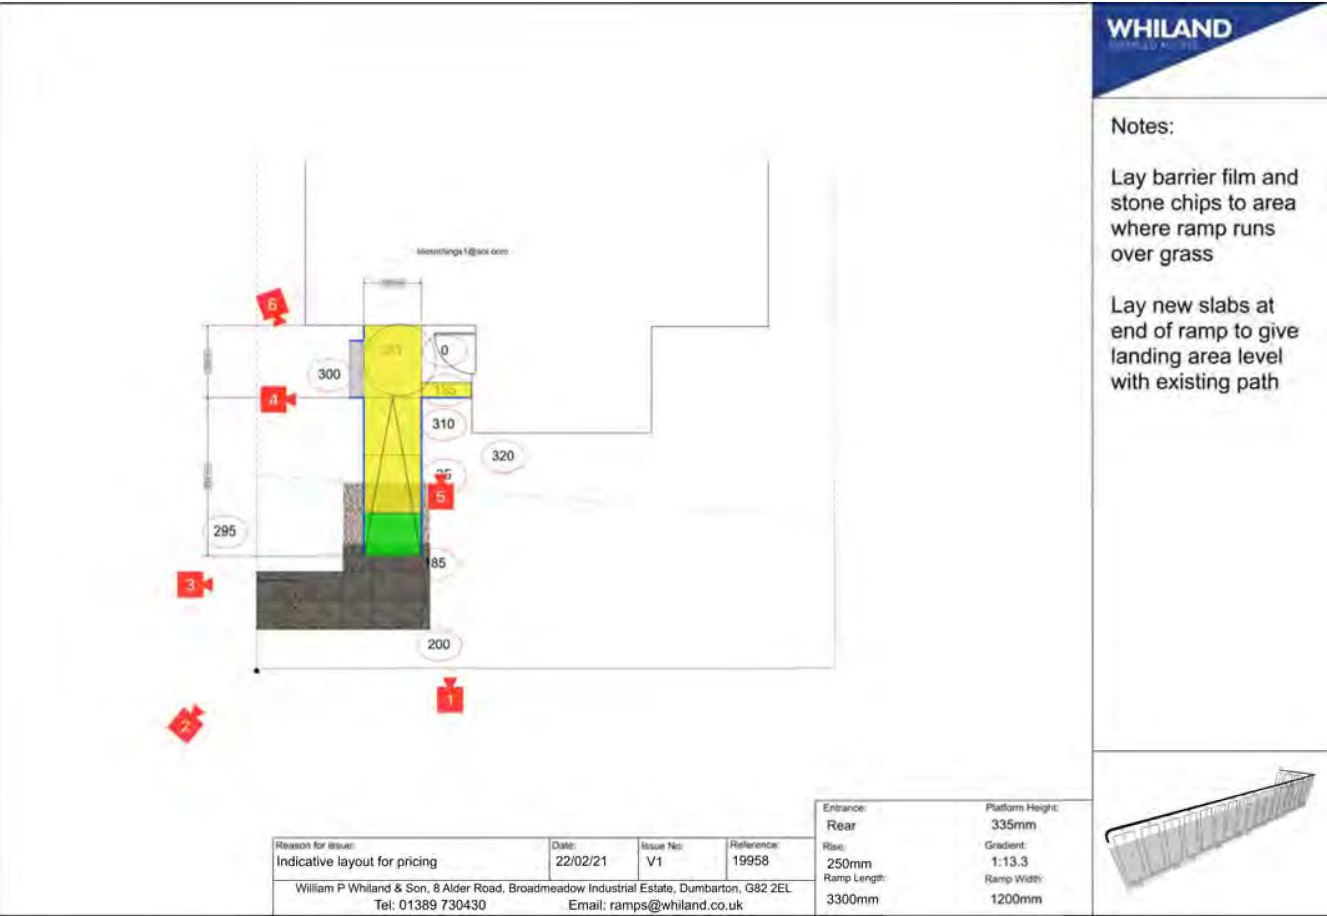 WHILAND
Notes:
Lay barrier film and
stone chips to area
where ramp runs
over grass
Lay new slabs at
end of ramp to give
landing area level
with existing path
6
0
300
4
310
320
5
295
3
85
200
1
2
Entrance:
Platform Height:
Rear
335mm
Rise:
Gradient:
250mm
1:13.3
Ramp Length:
Ramp Width:
3300mm
1200mm
Reason for issue:
Date:
Issue No:
Reference:
Indicative layout for pricing
22/02/21
V1
19958
William P Whiland & Son, 8 Alder Road, Broadmeadow Industrial Estate, Dumbarton, G82 2EL
Tel: 01389 730430
Email: ramps@whiland.co.uk